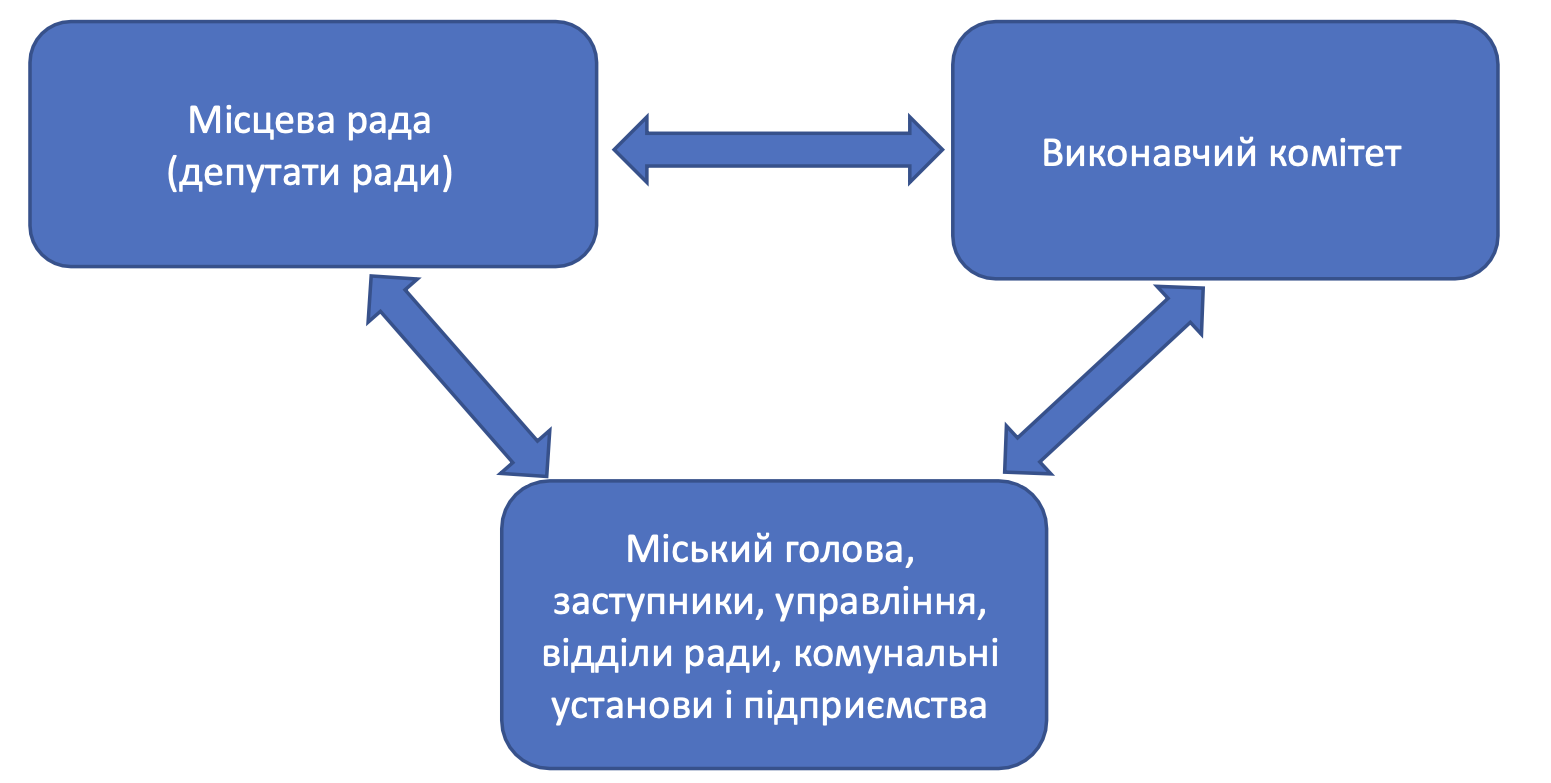 Місцева рада
(депутати ради)
Виконавчий комітет
Міський голова,
заступники, управління,
відділи ради, комунальні
установи і підприємства